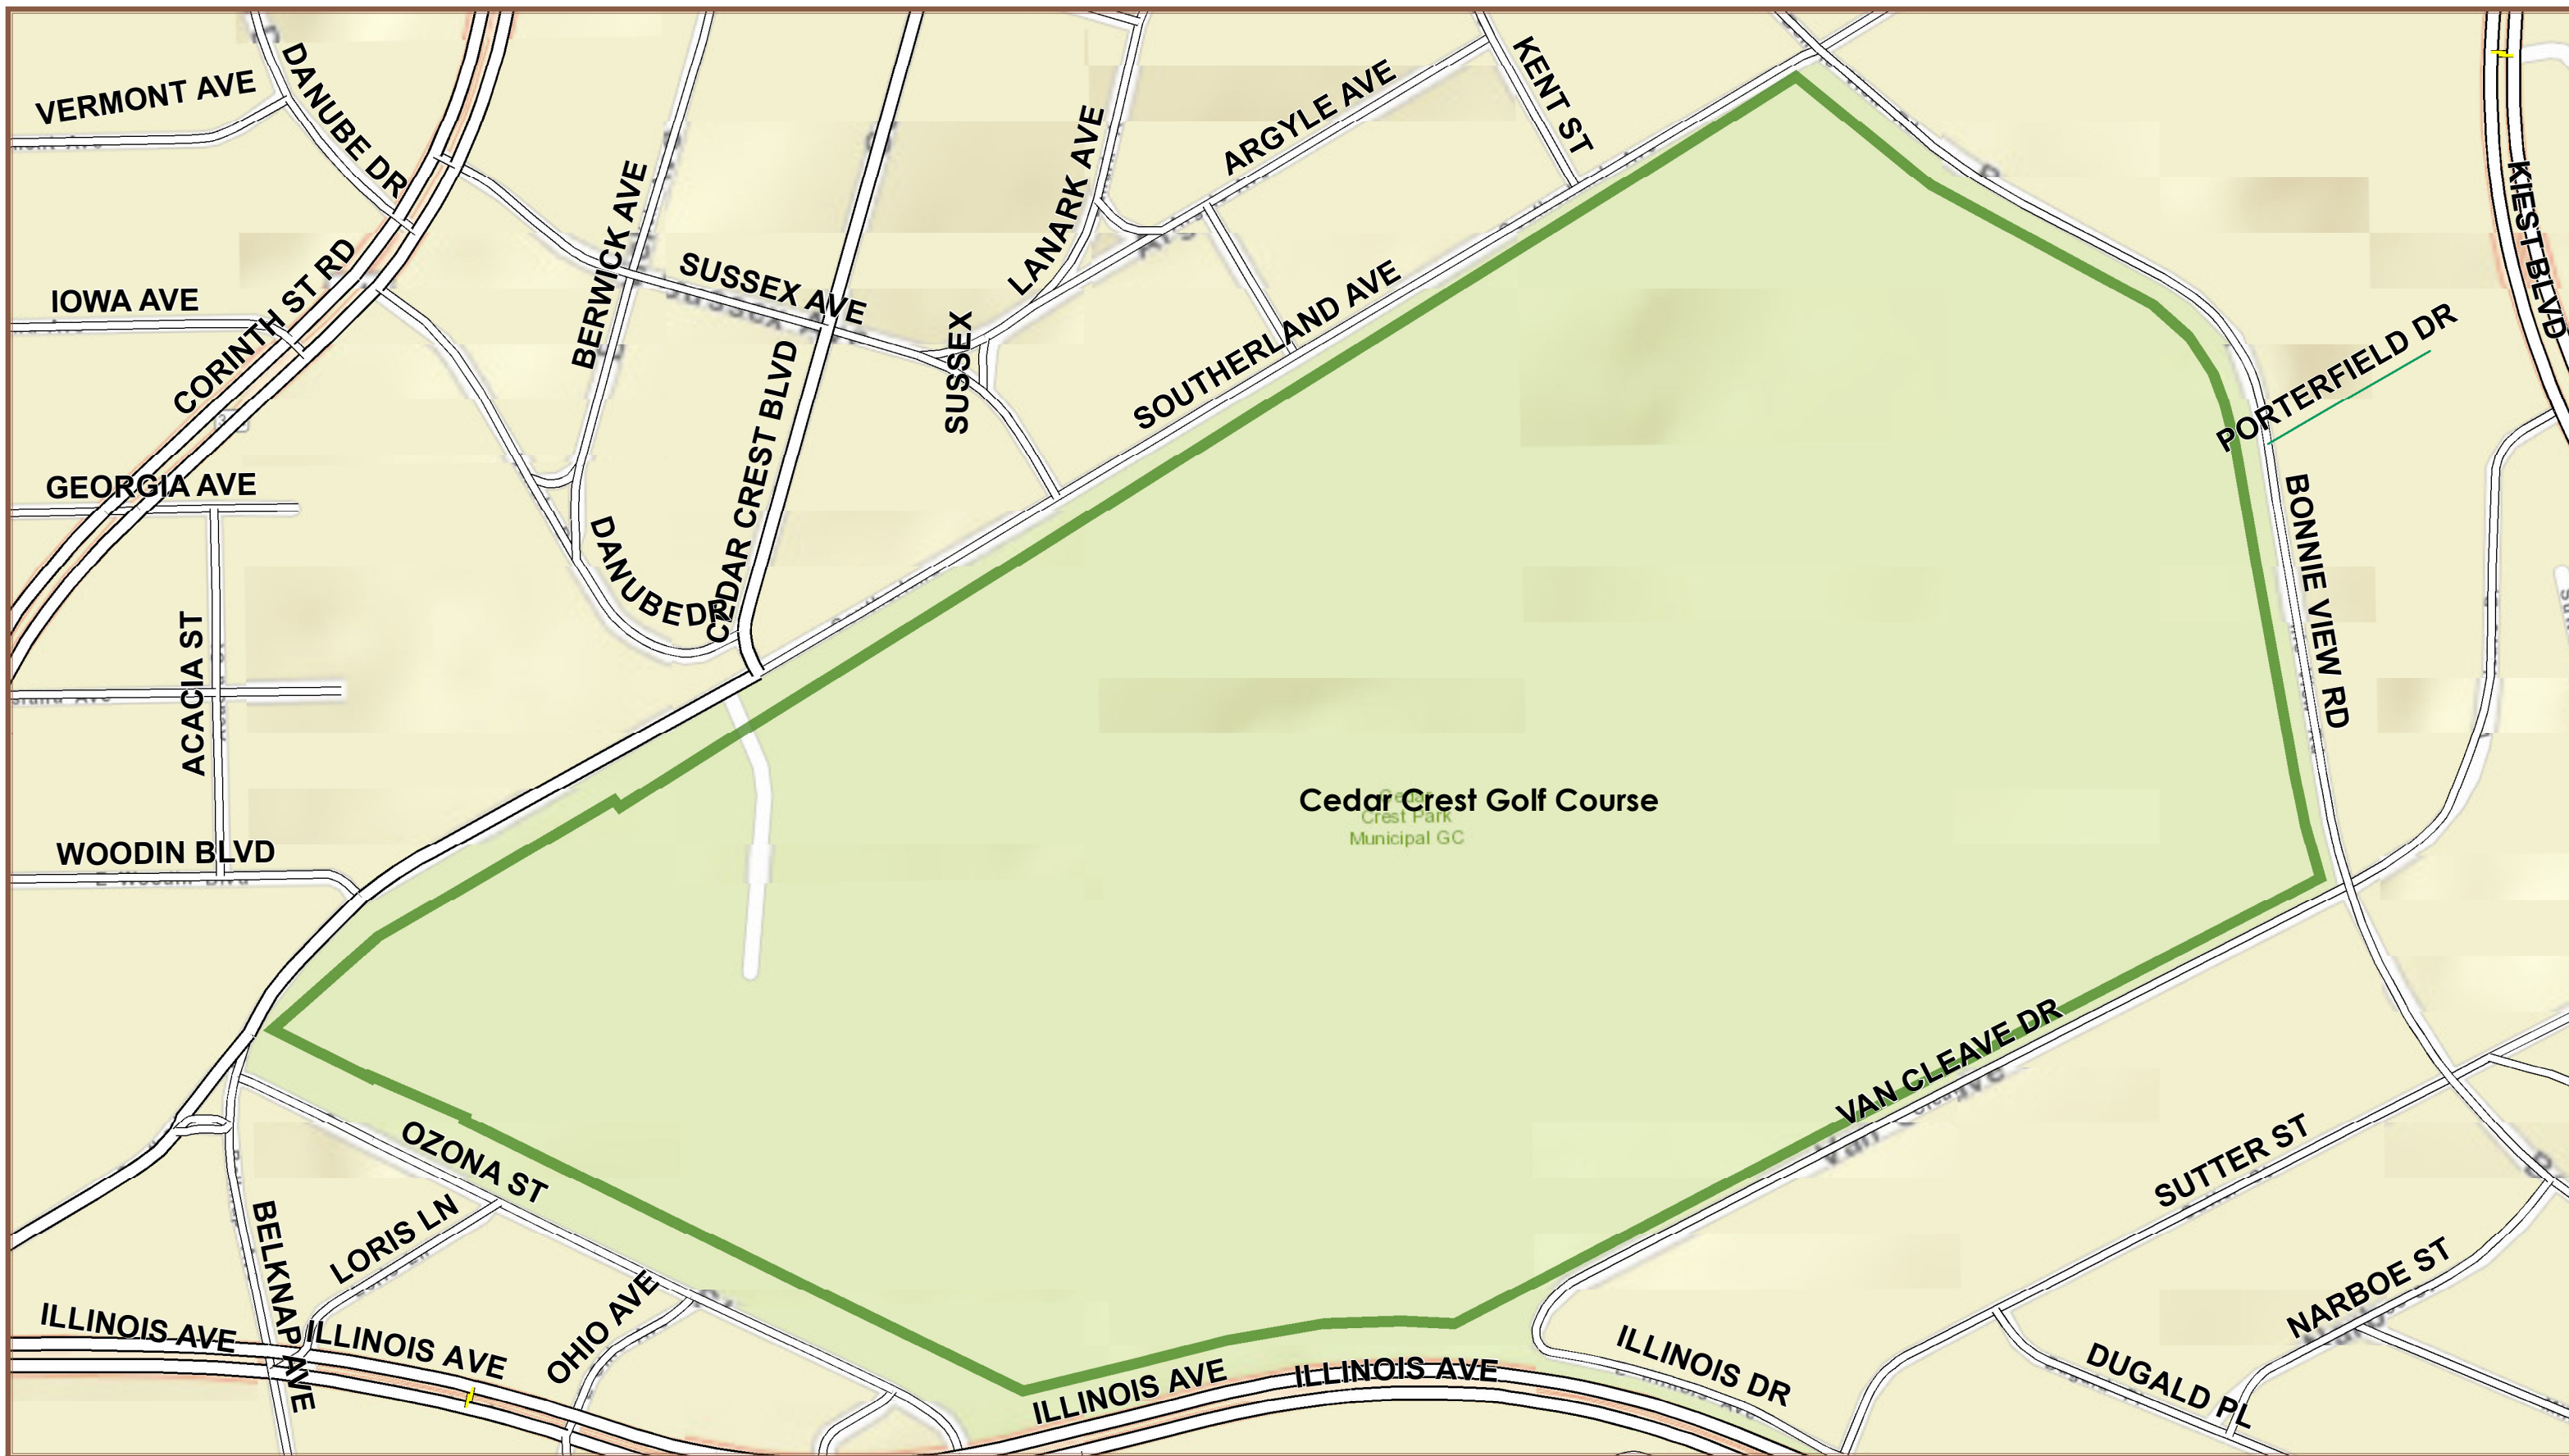 VERMONT AVE
DANUBE DR
KENT ST
ARGYLE AVE
LANARK AVE
BERWICK AVE
KIEST BLVD
IOWA AVE
CORINTH ST RD
SUSSEX AVE
SUSSEX
SOUTHERLAND AVE
PORTERFIELD DR
GEORGIA AVE
CEDAR CREST BLVD
DANUBE DR
BONNIE VIEW RD
ACACIA ST
Cedar Crest Golf Course
Cedar
Crest Park
Municipal GC
WOODIN BLVD
E Woodin Blvd
VAN CLEAVE DR
OZONA ST
SUTTER ST
LORIS LN
BELKNAP AVE
OHIO AVE
NARBOE ST
ILLINOIS AVE
ILLINOIS AVE
ILLINOIS AVE
ILLINOIS AVE
ILLINOIS DR
DUGALD PL